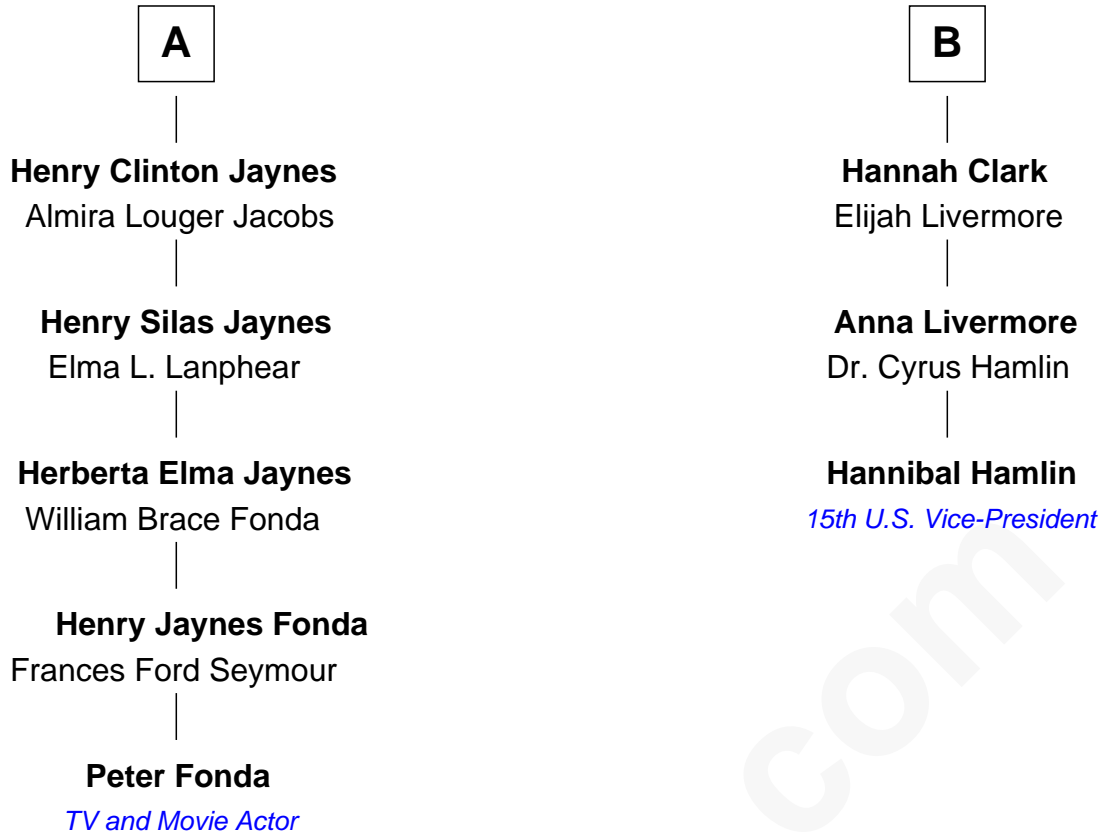 A
Henry Clinton Jaynes
Almira Louger Jacobs
Henry Silas Jaynes
Elma L. Lanphear
Herberta Elma Jaynes
William Brace Fonda
Henry Jaynes Fonda
Frances Ford Seymour
Peter Fonda
TV and Movie Actor
B
Hannah Clark
Elijah Livermore
Anna Livermore
Dr. Cyrus Hamlin
Hannibal Hamlin
15th U.S. Vice-President
com